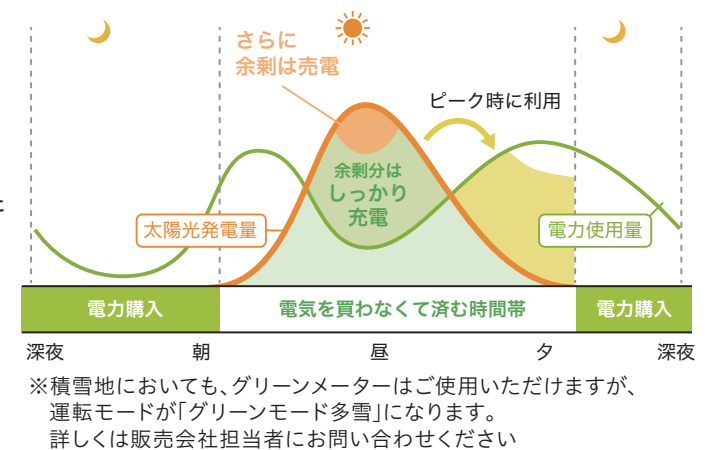 さらに
余剰は売電
ピーク時に利用
余剰分は
しっかり
充電
に
太陽光発電量
電力使用量
電力購入
電気を買わなくて済む時間帯
電力購入
深夜
朝
昼
夕
深夜
※積雪地においても、グリーンメーターはご使用いただけますが、
運転モードが「グリーンモード多雪」になります。
詳しくは販売会社担当者にお問い合わせください